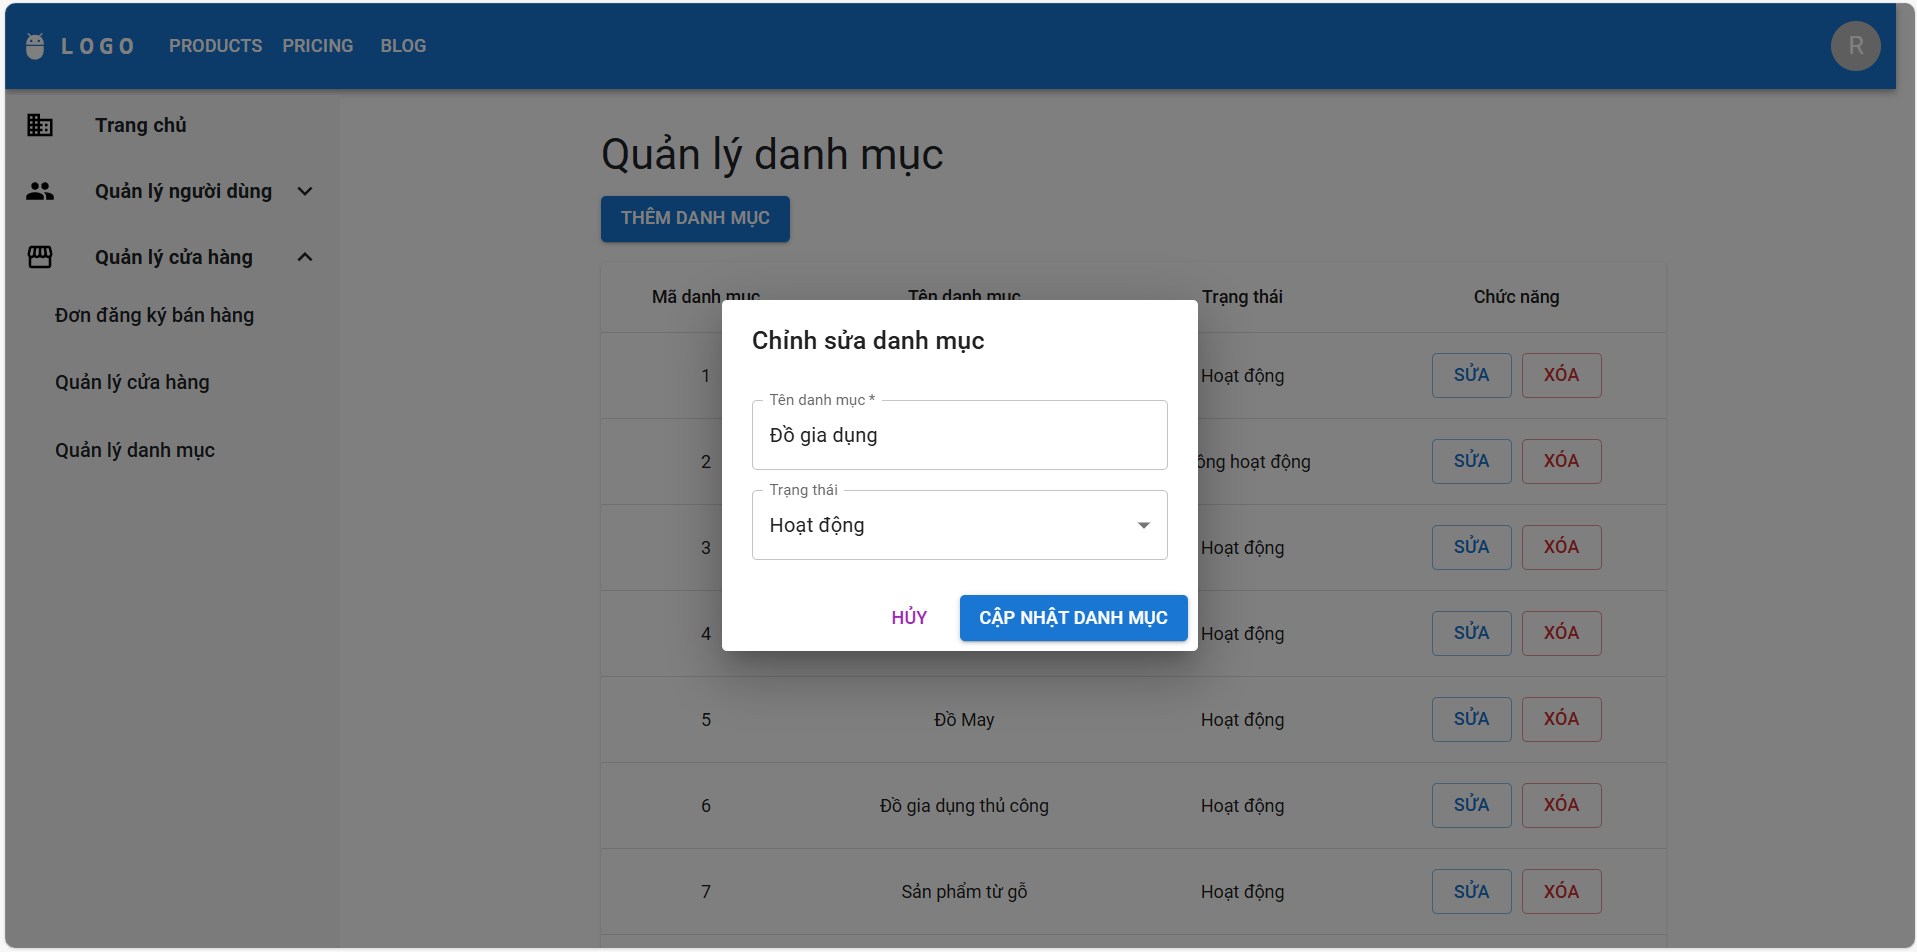 LOGO PRODUCTS PRICING BLOG R
Trang chủ
Quản lý người dùng
Quản lý cửa hàng
Đơn đăng ký bán hàng
Quản lý cửa hàng
Quản lý danh mục
Quản lý danh mục
THÊM DANH MỤC
Mã danh mục Tên danh mục Trạng thái Chức năng
1 Hoạt động SỬA XÓA
2 ông hoạt động SỬA XÓA
3 Hoạt động SỬA XÓA
4 Hoạt động SỬA XÓA
5 Đồ May Hoạt động SỬA XÓA
6 Đồ gia dụng thủ công Hoạt động SỬA XÓA
7 Sản phẩm từ gỗ Hoạt động SỬA XÓA
Chỉnh sửa danh mục
Tên danh mục *
Đồ gia dụng
Trạng thái
Hoạt động
HỦY CẬP NHẬT DANH MỤC